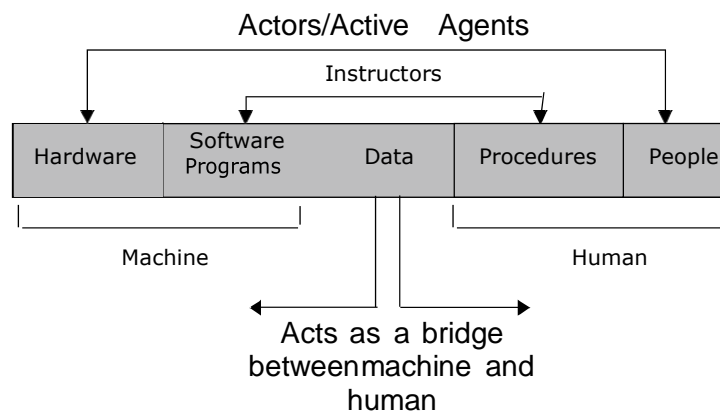 Actors/Active Agents
Instructors
Hardware
Software
Programs
Data
Procedures
People
Machine
Human
Acts as a bridge
betweenmachine and
human